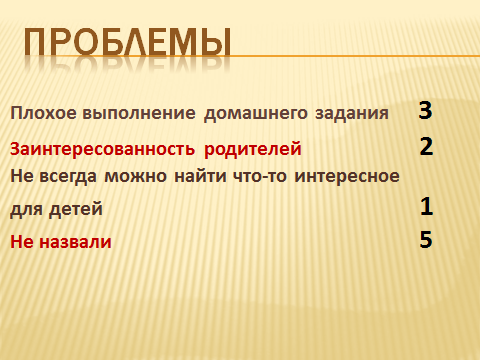 ПРОБЛЕМЫ
Плохое выполнение домашнего задания 3
Заинтересованность родителей 2
Не всегда можно найти что-то интересное
для детей 1
Не назвали 5